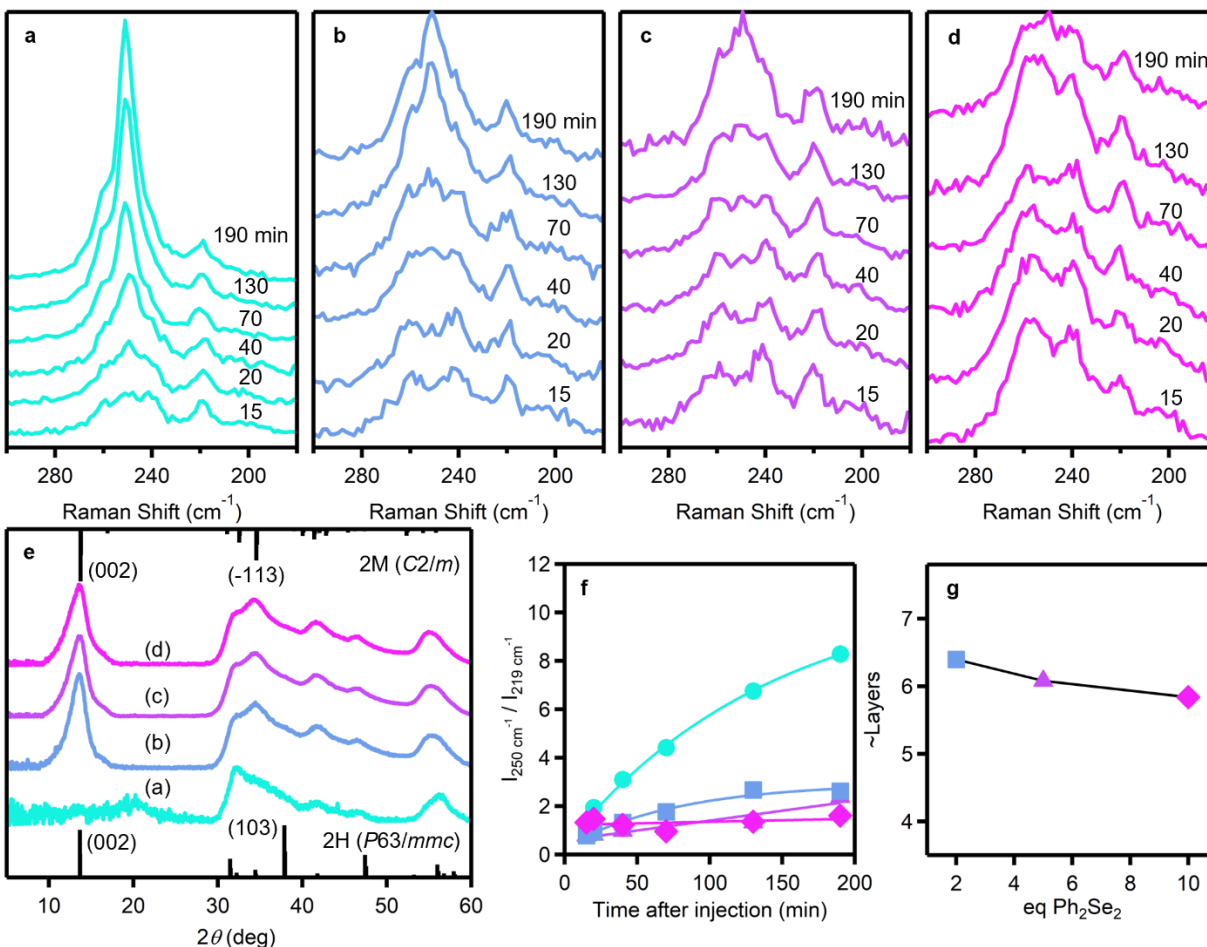 a
190 min
130
70
40
20
15
280 240 200
Raman Shift (cm⁻¹)
b
190 min
130
70
40
20
15
280 240 200
Raman Shift (cm⁻¹)
c
190 min
130
70
40
20
15
280 240 200
Raman Shift (cm⁻¹)
d
190 min
130
70
40
20
15
280 240 200
Raman Shift (cm⁻¹)
e
2M (C2/m)
(002)
(-113)
(d)
(c)
(b)
(a)
(002)
(103)
2H (P63/mmc)
10 20 30 40 50 60
2θ (deg)
f
12
10
8
6
4
2
0
I250 cm⁻¹ / I219 cm⁻¹
0 50 100 150 200
Time after injection (min)
g
7
6
5
4
~Layers
2 4 6 8 10
eq Ph₂Se₂